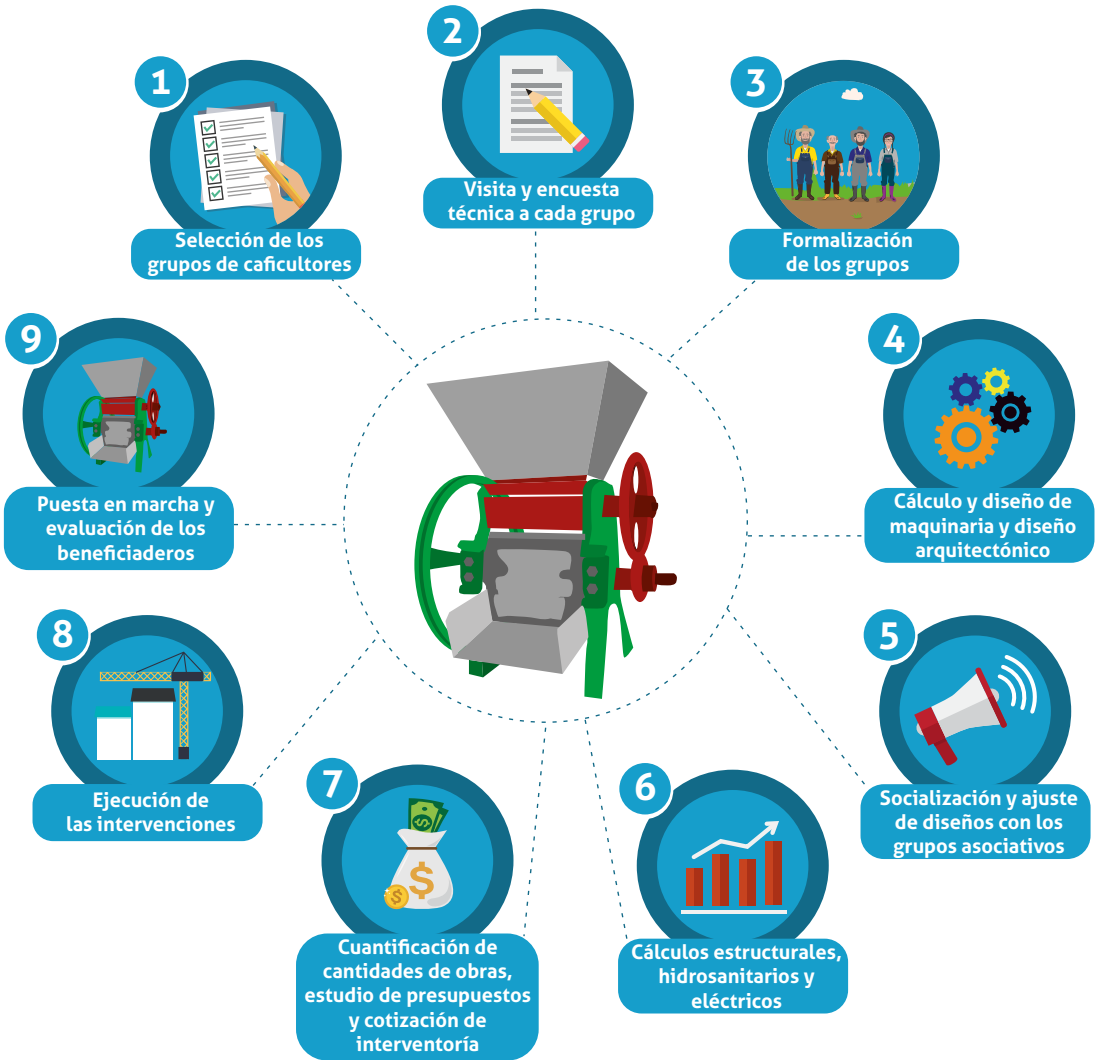 1
Selección de los
grupos de caficultores
2
Visita y encuesta
técnica a cada grupo
3
Formalización
de los grupos
4
Cálculo y diseño de
maquinaria y diseño
arquitectónico
5
Socialización y ajuste
de diseños con los
grupos asociativos
6
Cálculos estructurales,
hidrosanitarios y
eléctricos
7
$
$
$
Cuantificación de
cantidades de obras,
estudio de presupuestos
y cotización de
interventoría
8
Ejecución de
las intervenciones
9
Puesta en marcha y
evaluación de los
beneficiaderos